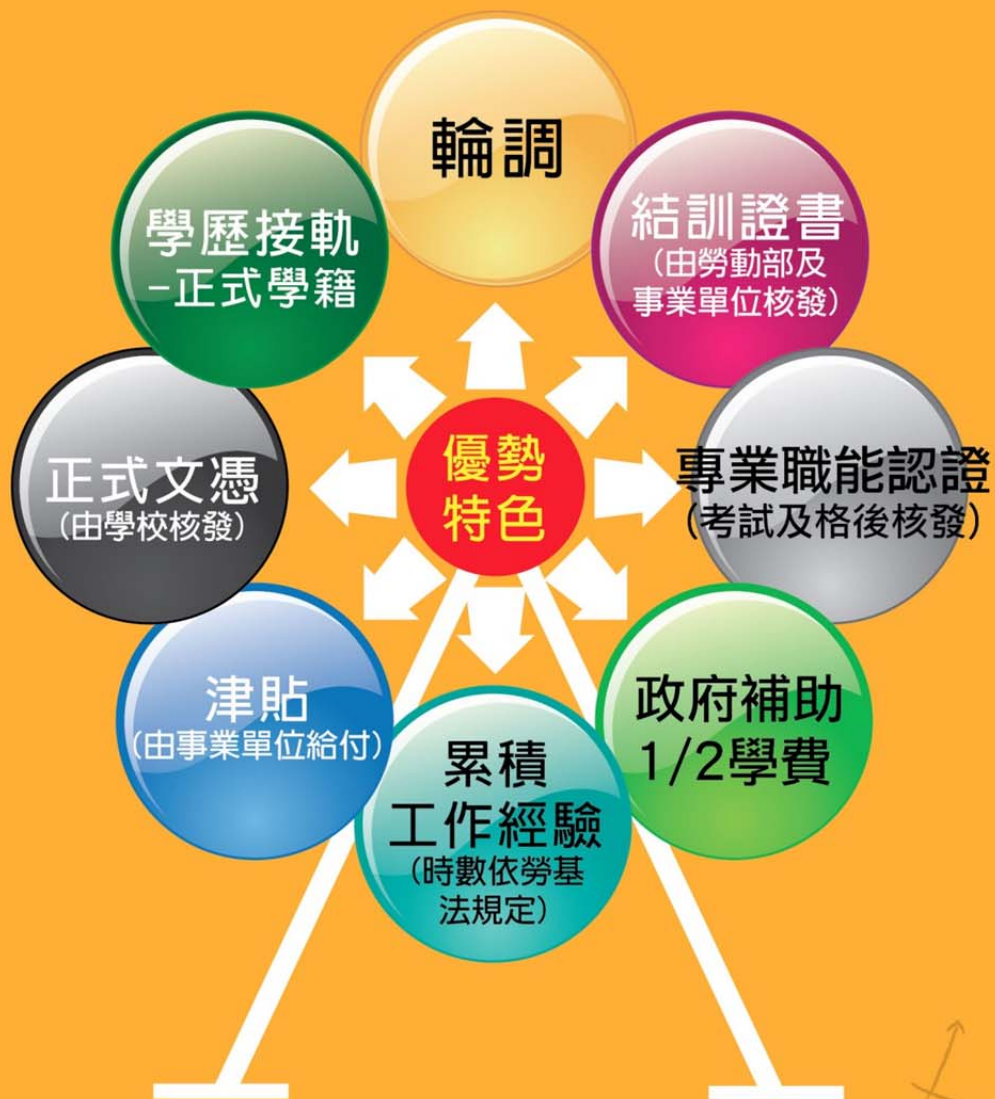 輪調
學歷接軌
-正式學籍
結訓證書
(由勞動部及
事業單位核發)
正式文憑
(由學校核發)
優勢
特色
專業職能認證
(考試及格後核發)
津貼
(由事業單位給付)
累積
工作經驗
(時數依勞基
法規定)
政府補助
1/2學費